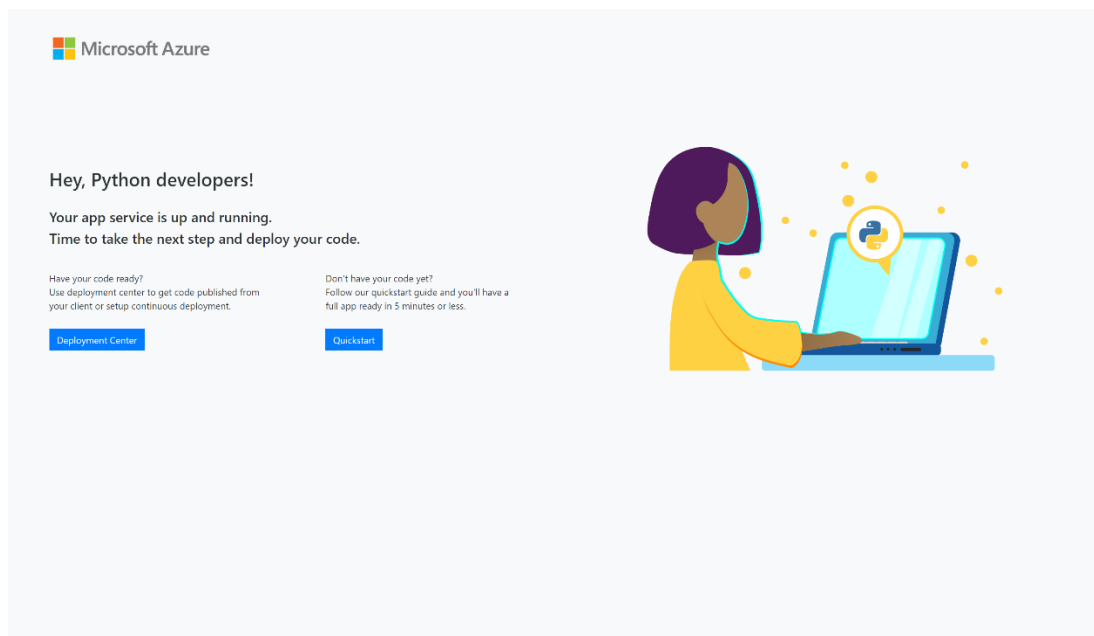 Microsoft Azure
Hey, Python developers!
Your app service is up and running.
Time to take the next step and deploy your code.
Have your code ready?
Use deployment center to get code published from
your client or setup continuous deployment.
Deployment Center
Don't have your code yet?
Follow our quickstart guide and you'll have a
full app ready in 5 minutes or less.
Quickstart